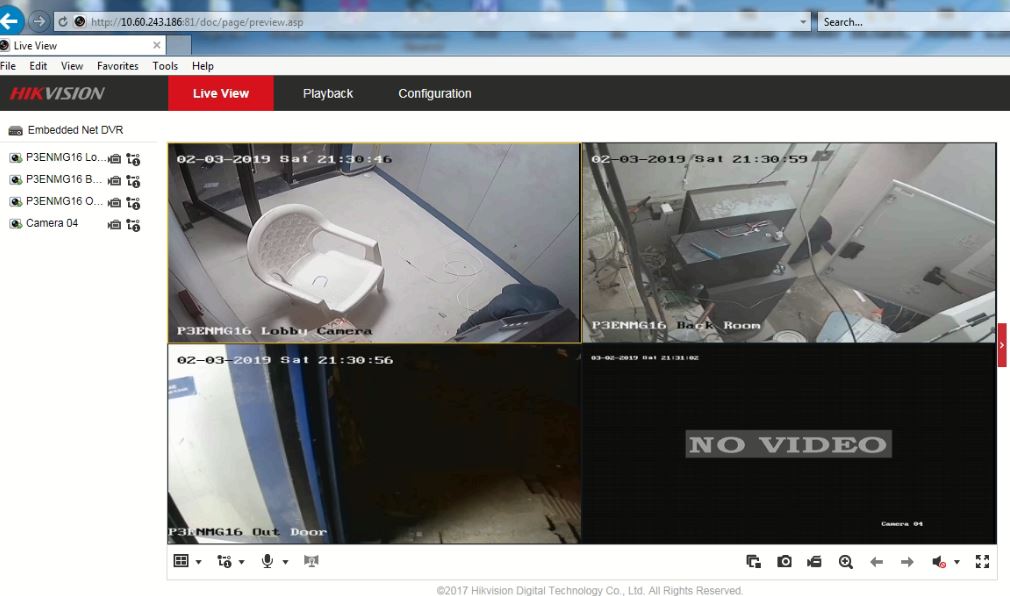 http://10.60.243.186:81/doc/page/preview.asp
Search...
Live View
File Edit View Favorites Tools Help
HIKVISION Live View Playback Configuration
Embedded Net DVR
P3ENMG16 Lo...
P3ENMG16 B...
P3ENMG16 O...
Camera 04
02-03-2019 Sat 21:30:46
P3ENMG16 Lobby Camera
02-03-2019 Sat 21:30:59
P3ENMG16 Back Room
02-03-2019 Sat 21:30:56
P3ENMG16 Out Door
03-02-2019 Sat 21:31:02
NO VIDEO
Camera 04
©2017 Hikvision Digital Technology Co., Ltd. All Rights Reserved.